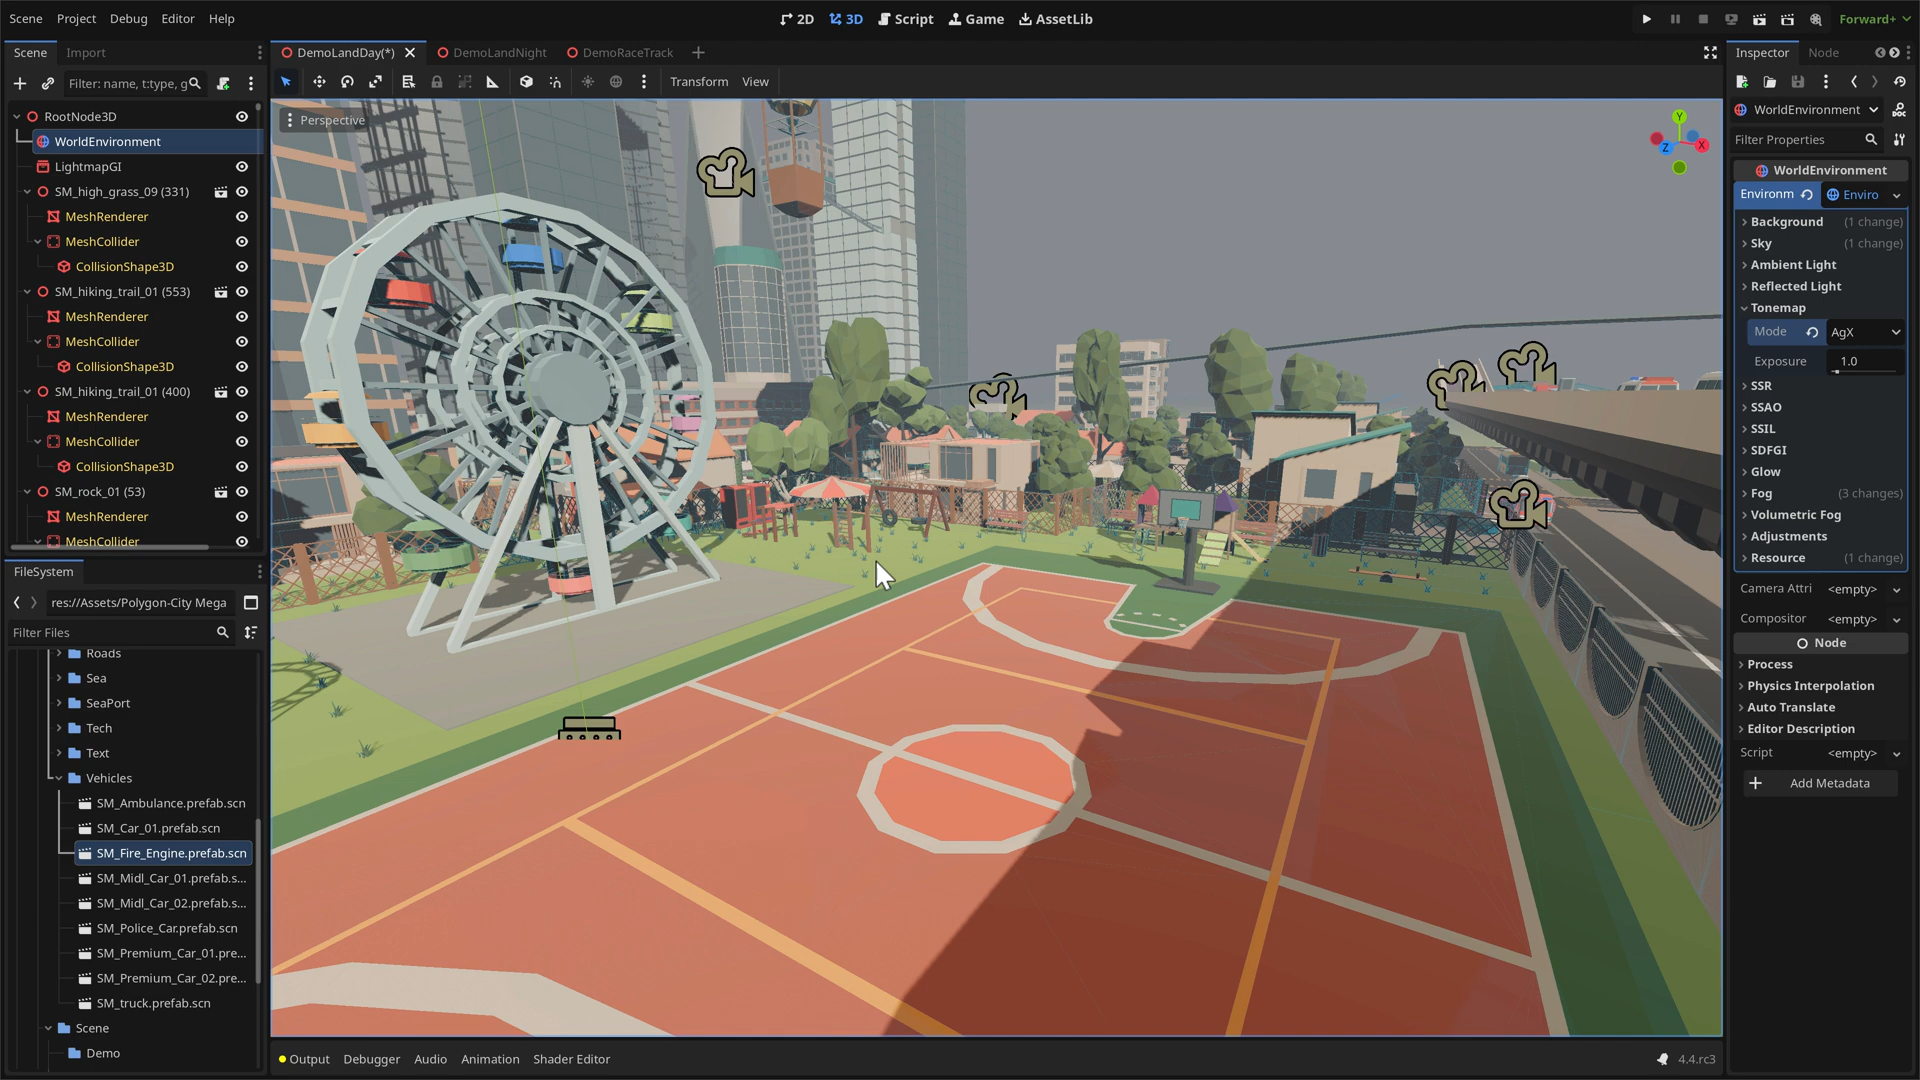 Scene Project Debug Editor Help
2D 3D Script Game AssetLib
Forward+
Scene Import
DemoLandDay(*) DemoLandNight DemoRaceTrack
Inspector Node
Filter: name, t:type, g
Transform View
Perspective
RootNode3D
WorldEnvironment
LightmapGI
SM_high_grass_09 (331)
MeshRenderer
MeshCollider
CollisionShape3D
SM_hiking_trail_01 (553)
MeshRenderer
MeshCollider
CollisionShape3D
SM_hiking_trail_01 (400)
MeshRenderer
MeshCollider
CollisionShape3D
SM_rock_01 (53)
MeshRenderer
MeshCollider
FileSystem
res://Assets/Polygon-City Mega
Filter Files
Roads
Sea
SeaPort
Tech
Text
Vehicles
SM_Ambulance.prefab.scn
SM_Car_01.prefab.scn
SM_Fire_Engine.prefab.scn
SM_Midl_Car_01.prefab.s...
SM_Midl_Car_02.prefab.s...
SM_Police_Car.prefab.scn
SM_Premium_Car_01.pre...
SM_Premium_Car_02.pre...
SM_truck.prefab.scn
Scene
Demo
Y
Z X
Output Debugger Audio Animation Shader Editor
4.4.rc3
WorldEnvironment
Filter Properties
WorldEnvironment
Environm Enviro
Background (1 change)
Sky (1 change)
Ambient Light
Reflected Light
Tonemap
Mode AgX
Exposure 1.0
SSR
SSAO
SSIL
SDFGI
Glow
Fog (3 changes)
Volumetric Fog
Adjustments
Resource (1 change)
Camera Attri <empty>
Compositor <empty>
Node
Process
Physics Interpolation
Auto Translate
Editor Description
Script <empty>
Add Metadata